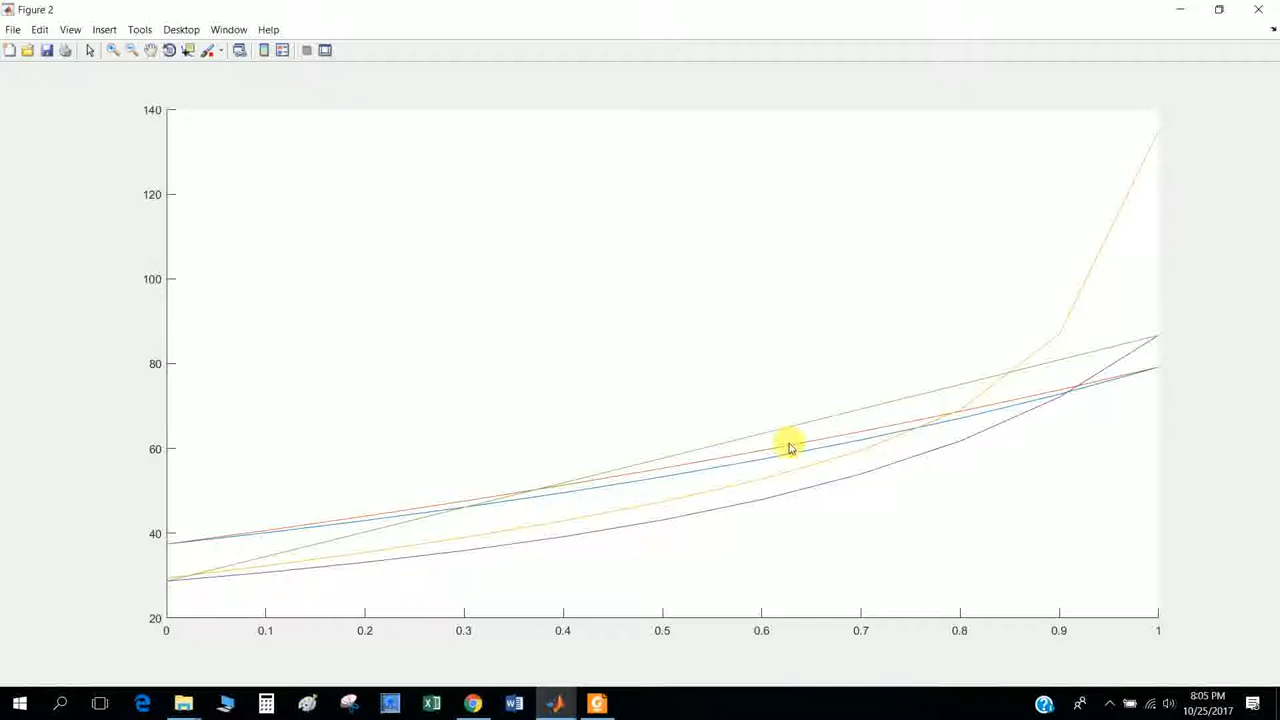 Figure 2
File Edit View Insert Tools Desktop Window Help
140
120
100
80
60
40
20
0 0.1 0.2 0.3 0.4 0.5 0.6 0.7 0.8 0.9 1
8:05 PM
10/25/2017